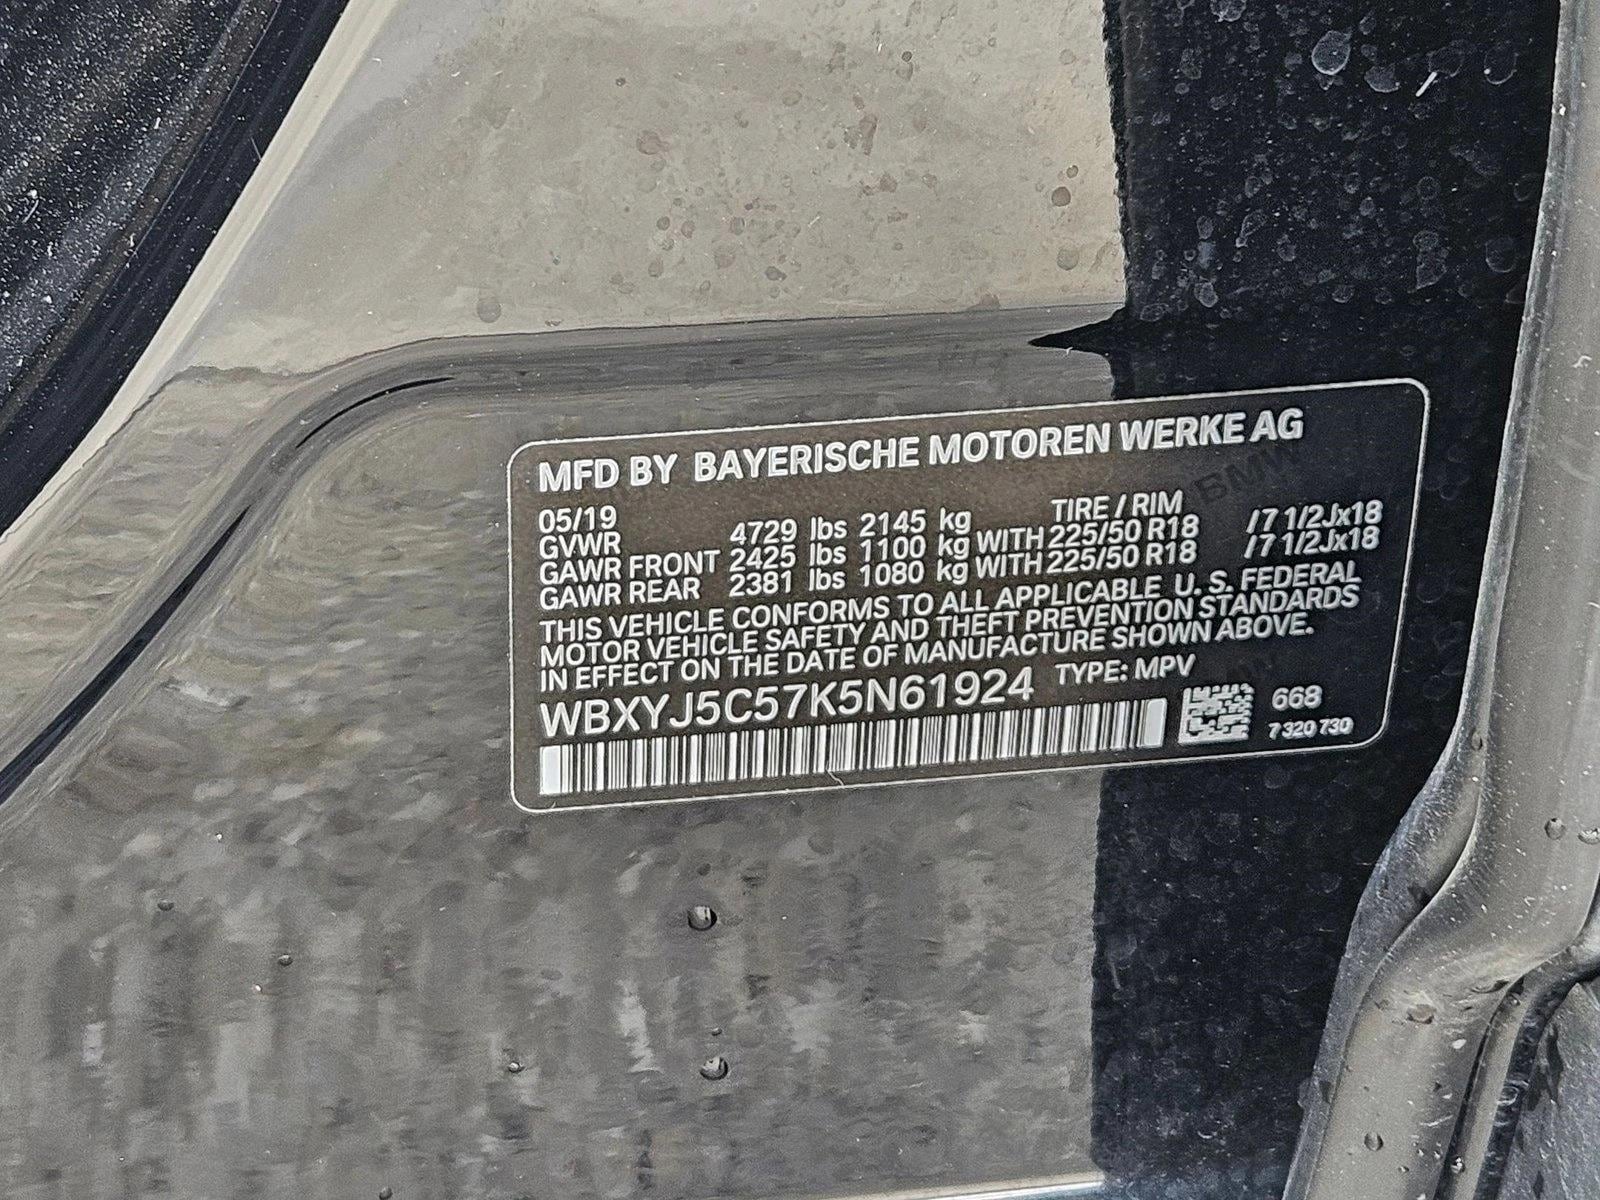 MFD BY BAYERISCHE MOTOREN WERKE AG
05/19 TIRE / RIM
GVWR 4729 lbs 2145 kg
GAWR FRONT 2425 lbs 1100 kg WITH 225/50 R18 /7 1/2Jx18
GAWR REAR 2381 lbs 1080 kg WITH 225/50 R18 /7 1/2Jx18
THIS VEHICLE CONFORMS TO ALL APPLICABLE U. S. FEDERAL
MOTOR VEHICLE SAFETY AND THEFT PREVENTION STANDARDS
IN EFFECT ON THE DATE OF MANUFACTURE SHOWN ABOVE.
WBXYJ5C57K5N61924 TYPE: MPV
668
7 320 730
BMW